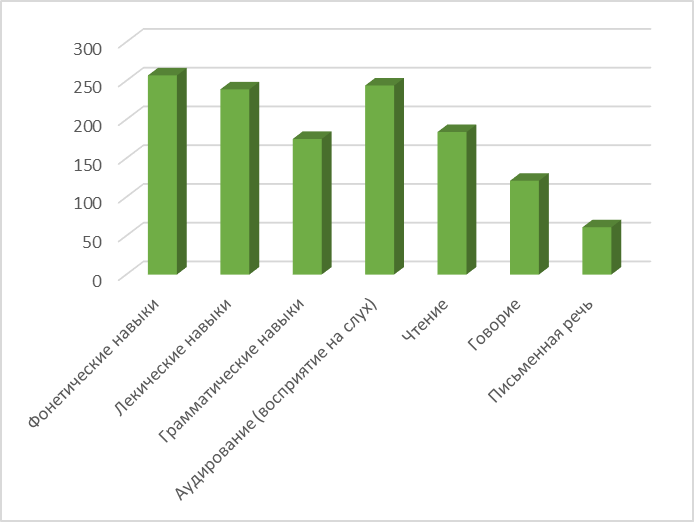 300
250
200
150
100
50
0
Фонетические навыки
Лекические навыки
Грамматические навыки
Аудирование (восприятие на слух)
Чтение
Говорие
Письменная речь